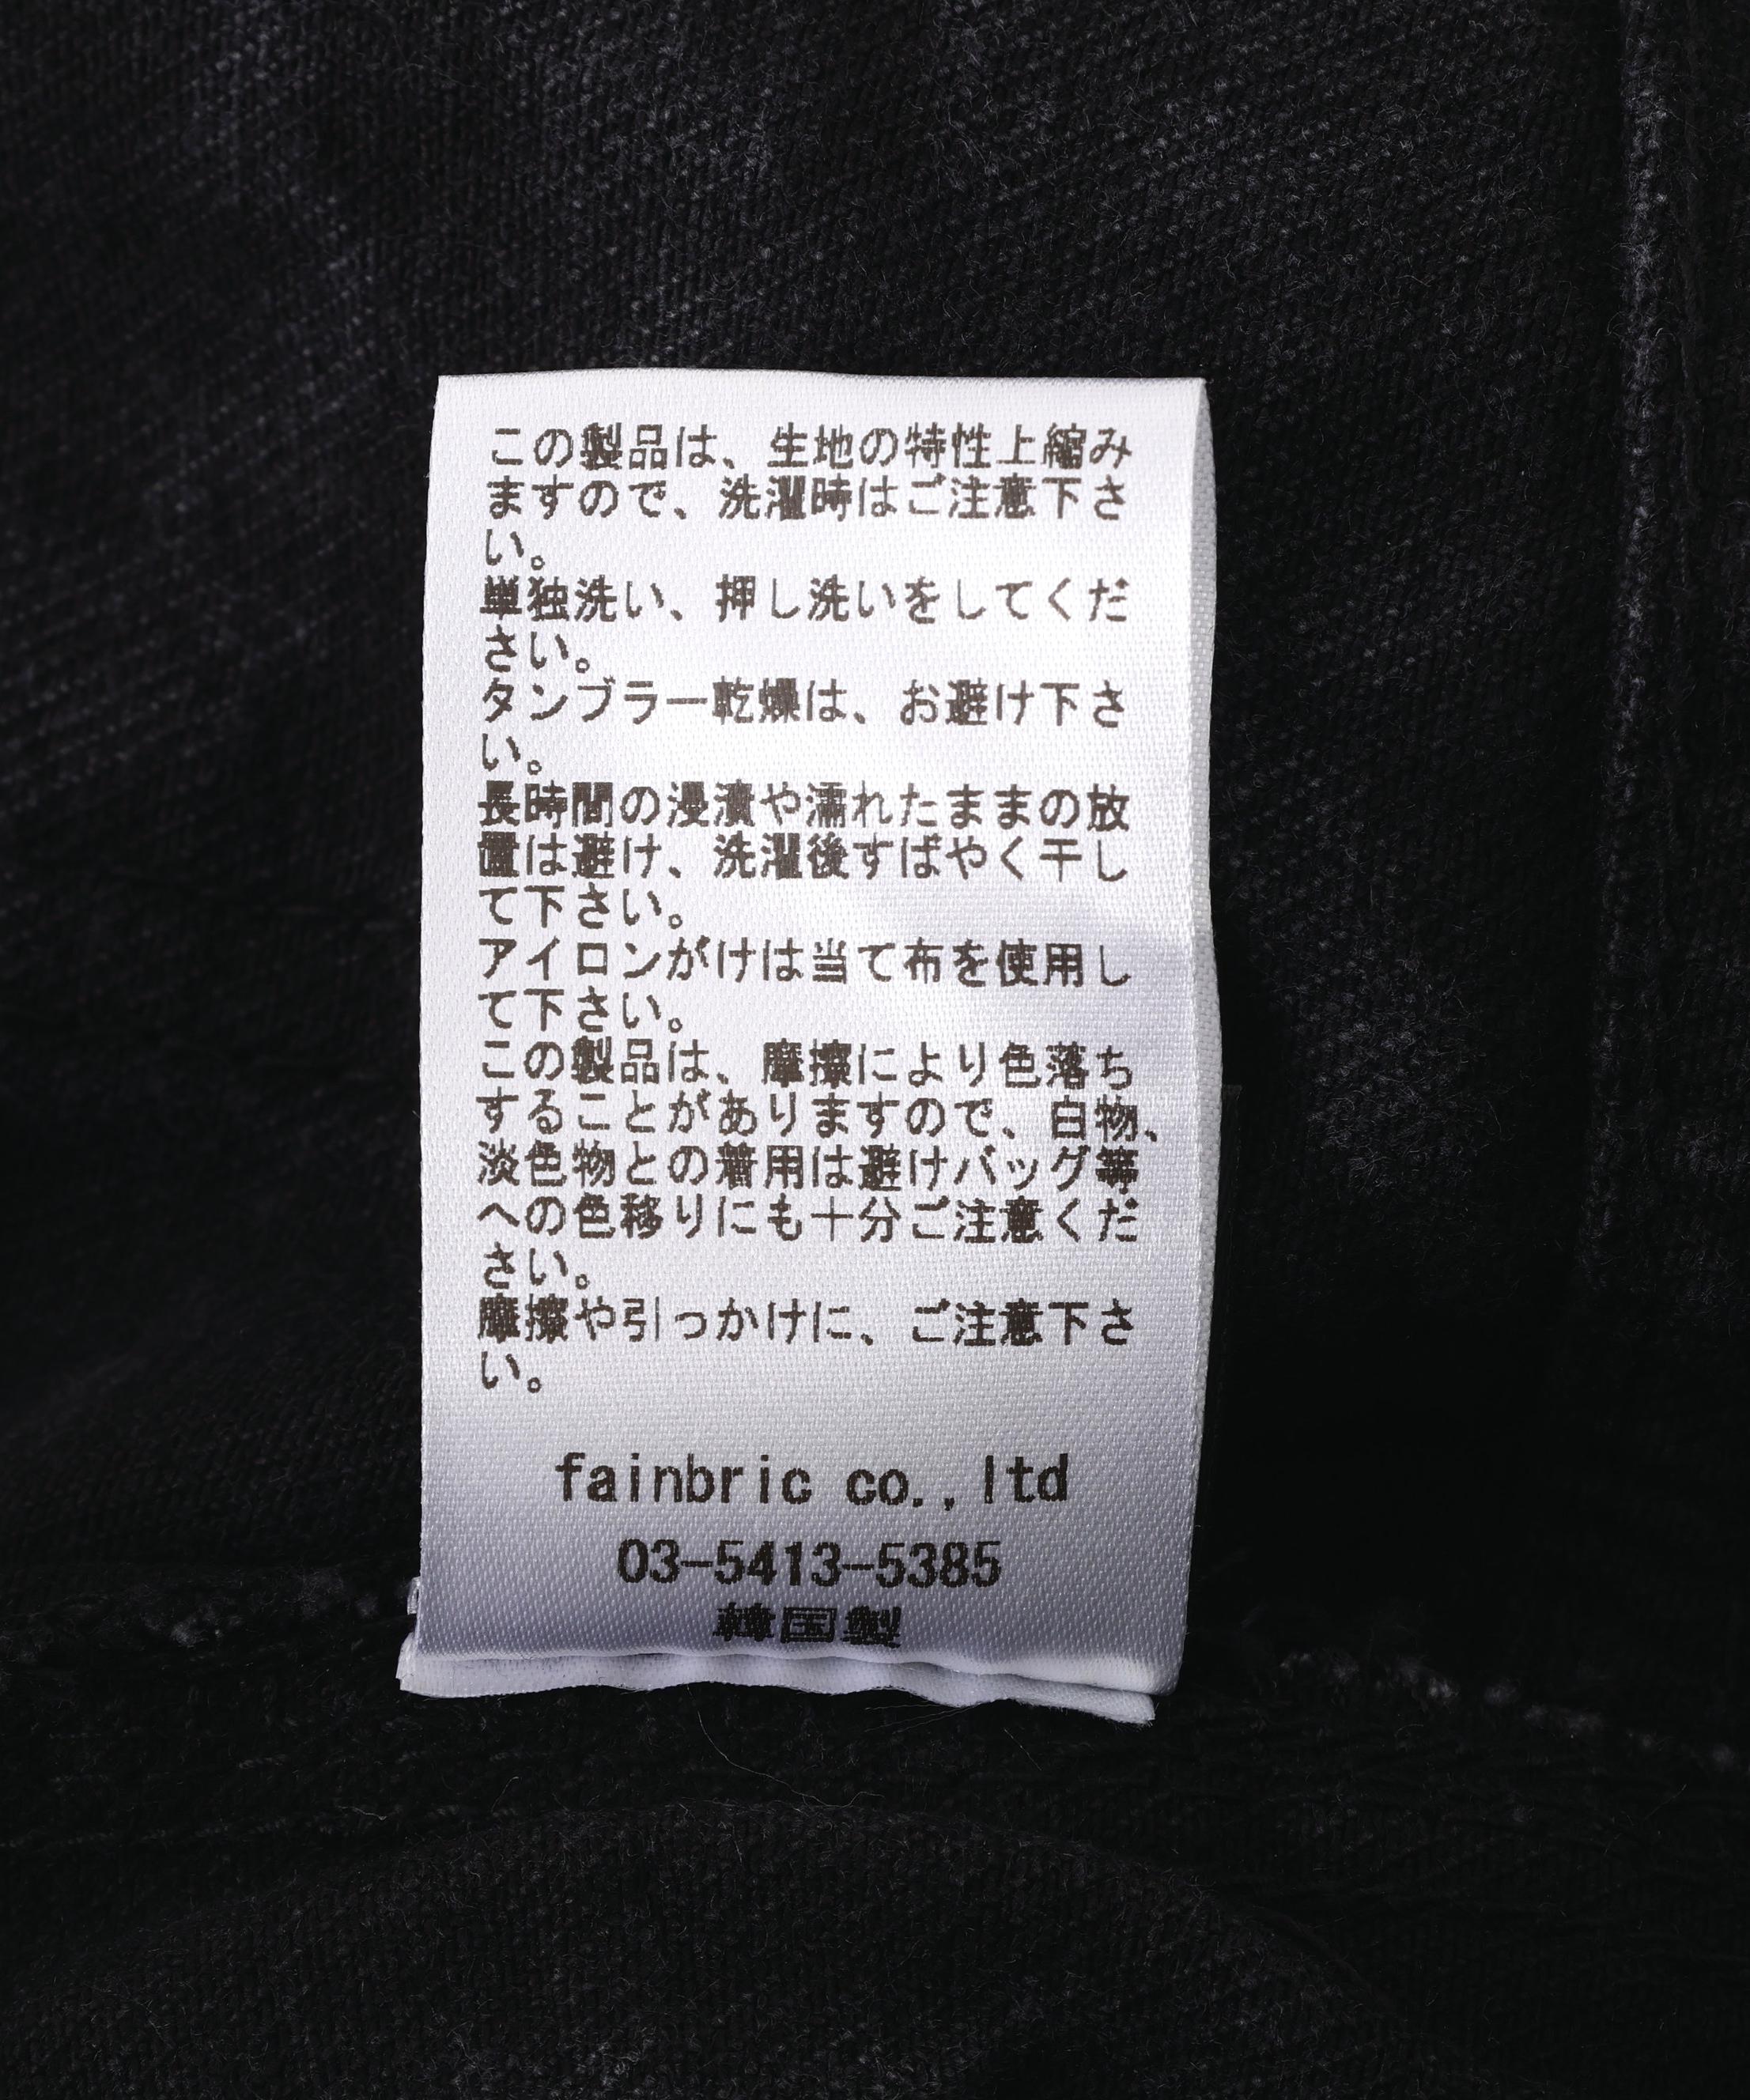 この製品は、生地の特性上縮み
ますので、洗濯時はご注意下さ
い。
単独洗い、押し洗いをしてくだ
さい。
タンブラー乾燥は、お避け下さ
い。
長時間の浸漬や濡れたままの放
置は避け、洗濯後すばやく干し
て下さい。
アイロンがけは当て布を使用し
て下さい。
この製品は、摩擦により色落ち
することがありますので、白物、
淡色物との着用は避けバッグ等
への色移りにも十分ご注意くだ
さい。
摩擦や引っかけに、ご注意下さ
い。
fainbric co.,ltd
03-5413-5385
韓国製